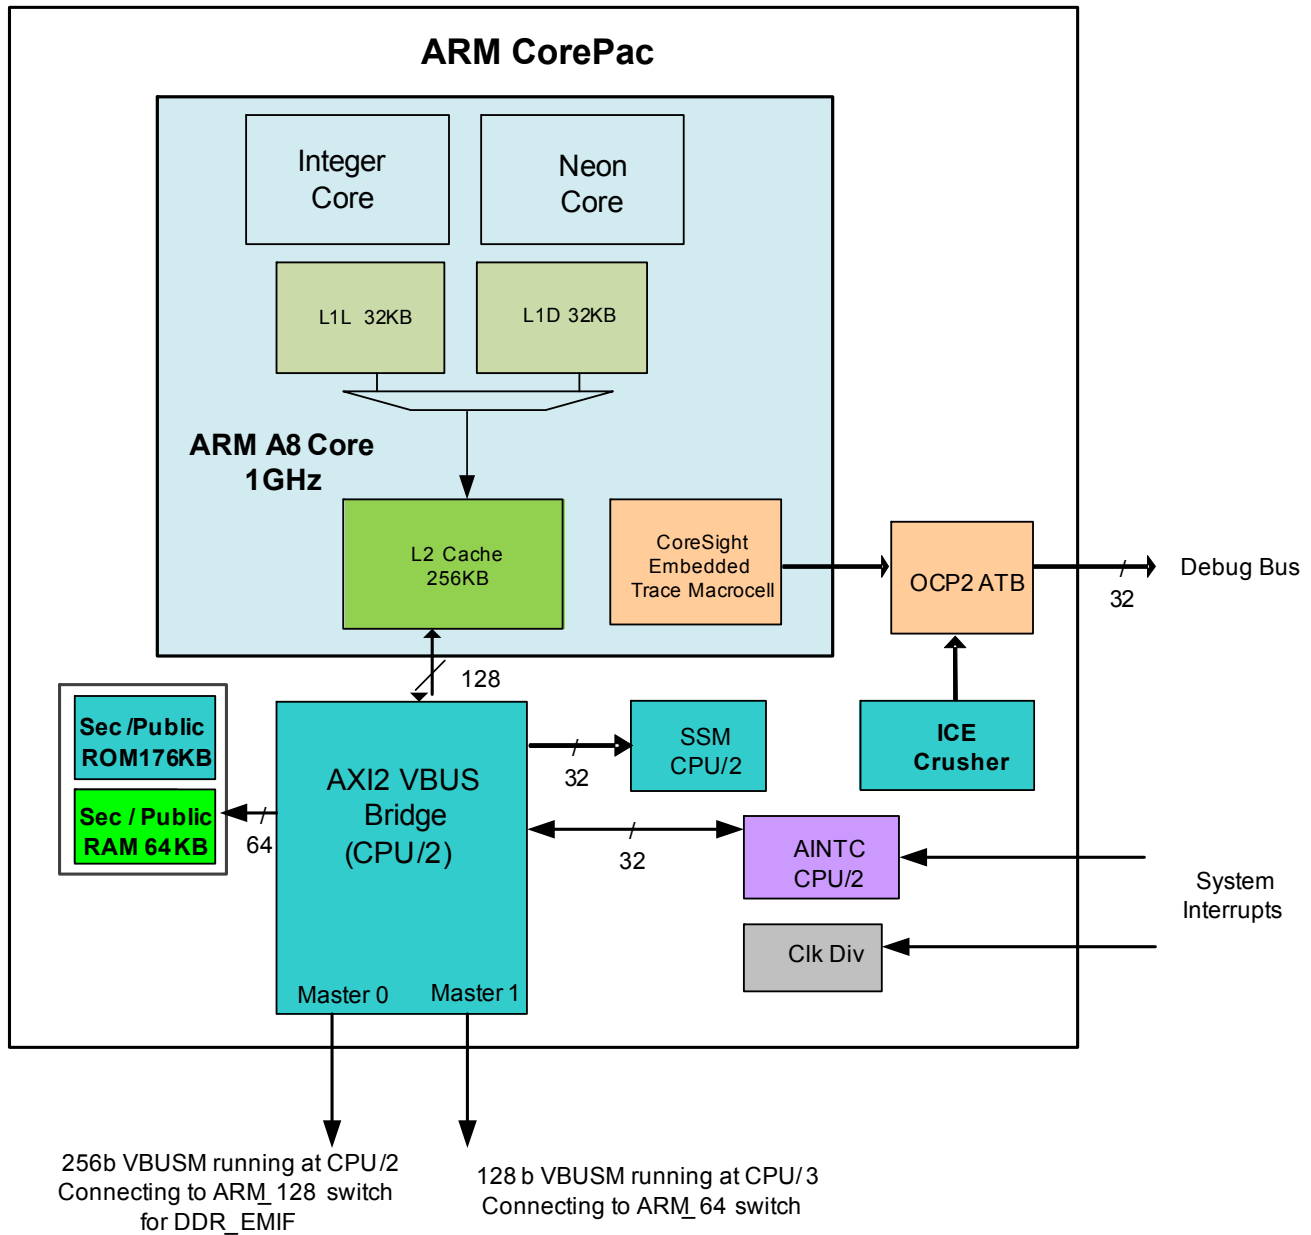 ARM CorePac
Integer
Core
Neon
Core
L1L 32KB
L1D 32KB
ARM A8 Core
1GHz
L2 Cache
256KB
CoreSight
Embedded
Trace Macrocell
OCP2 ATB
32
Debug Bus
128
Sec /Public
ROM176KB
Sec / Public
RAM 64KB
64
AXI2 VBUS
Bridge
(CPU/2)
32
SSM
CPU/2
ICE
Crusher
32
AINTC
CPU/2
System
Interrupts
Clk Div
Master 0
Master 1
256b VBUSM running at CPU/2
Connecting to ARM_128 switch
for DDR_EMIF
128 b VBUSM running at CPU/3
Connecting to ARM_64 switch